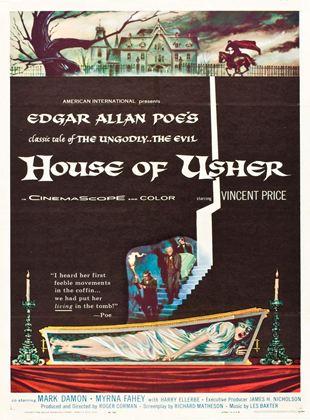 AMERICAN INTERNATIONAL presents
EDGAR ALLAN POE'S
classic tale of THE UNGODLY..THE EVIL
HOUSE OF USHER
IN CINEMASCOPE AND COLOR starring VINCENT PRICE
"I heard her first
feeble movements
in the coffin...
we had put her
living in the tomb!"
—Poe
co-starring MARK DAMON · MYRNA FAHEY with HARRY ELLERBE · Executive Producer JAMES H. NICHOLSON
Produced and Directed by ROGER CORMAN · Screenplay by RICHARD MATHESON · Music by LES BAXTER